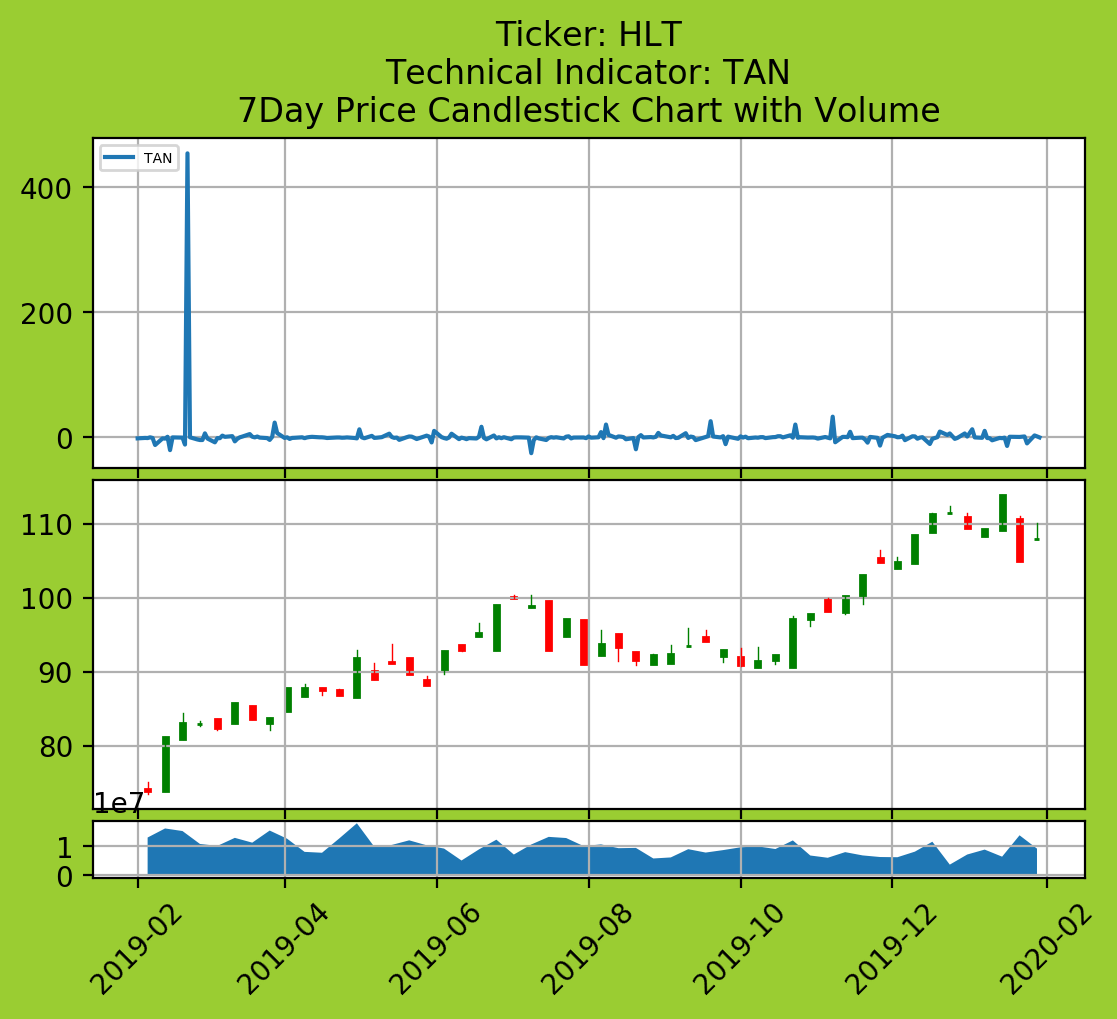 Ticker: HLT
Technical Indicator: TAN
7Day Price Candlestick Chart with Volume
TAN
400
200
0
110
100
90
80
1e7
1
0
2019-02 2019-04 2019-06 2019-08 2019-10 2019-12 2020-02